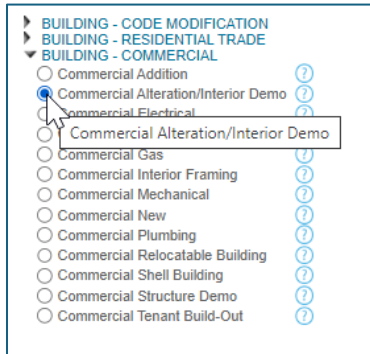 BUILDING - CODE MODIFICATION
BUILDING - RESIDENTIAL TRADE
BUILDING - COMMERCIAL
Commercial Addition
Commercial Alteration/Interior Demo
Commercial Electrical
Commercial Alteration/Interior Demo
Commercial Gas
Commercial Interior Framing
Commercial Mechanical
Commercial New
Commercial Plumbing
Commercial Relocatable Building
Commercial Shell Building
Commercial Structure Demo
Commercial Tenant Build-Out